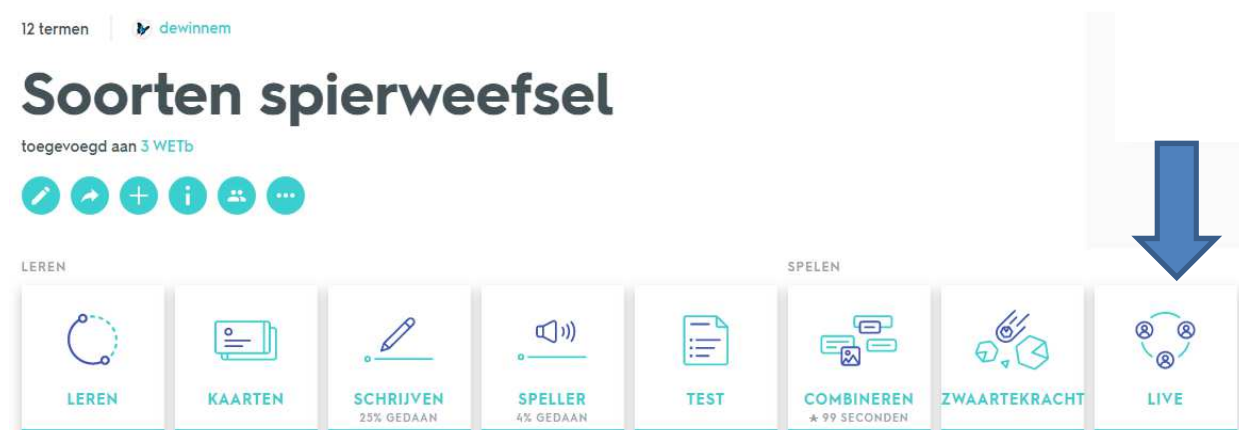 12 termen dewinnem
Soorten spierweefsel
toegevoegd aan 3 WETb
LEREN SPELEN
LEREN KAARTEN SCHRIJVEN SPELLER TEST COMBINEREN ZWAARTEKRACHT LIVE
25% GEDAAN 4% GEDAAN ★ 99 SECONDEN